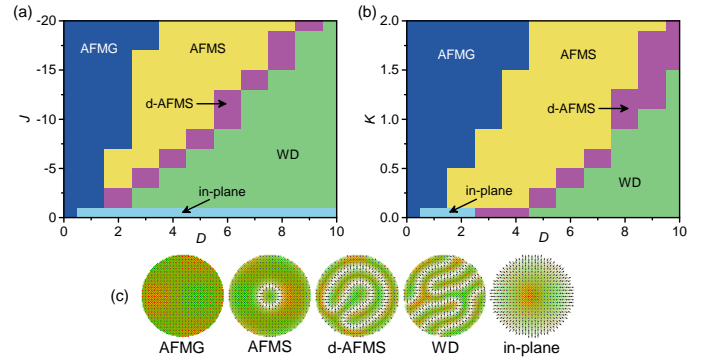 (a)
-20
-15
-10
-5
0
J
0
2
4
6
8
10
D
AFMG
AFMS
d-AFMS
WD
in-plane
(b)
2.0
1.5
1.0
0.5
0.0
K
0
2
4
6
8
10
D
AFMG
AFMS
d-AFMS
WD
in-plane
(c)
AFMG
AFMS
d-AFMS
WD
in-plane